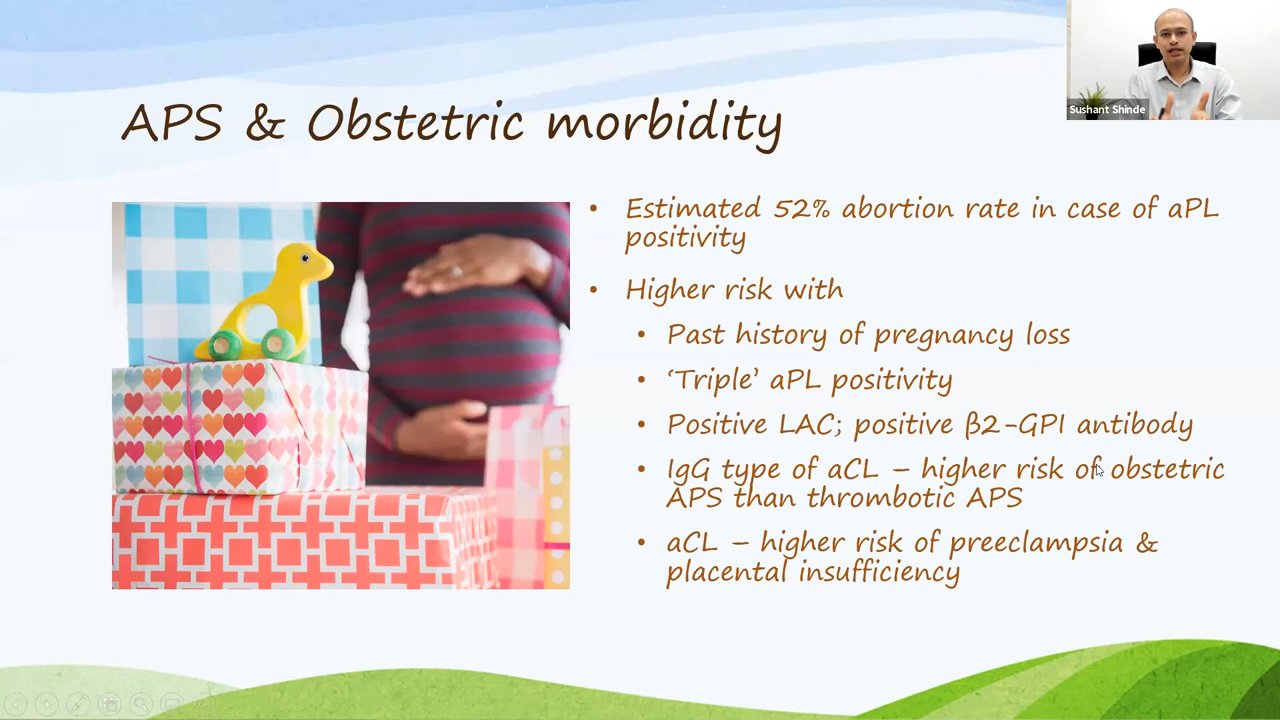 Sushant Shinde
APS & Obstetric morbidity
• Estimated 52% abortion rate in case of aPL
positivity
• Higher risk with
• Past history of pregnancy loss
• ‘Triple’ aPL positivity
• Positive LAC; positive β2-GPI antibody
• IgG type of aCL – higher risk of obstetric
APS than thrombotic APS
• aCL – higher risk of preeclampsia &
placental insufficiency